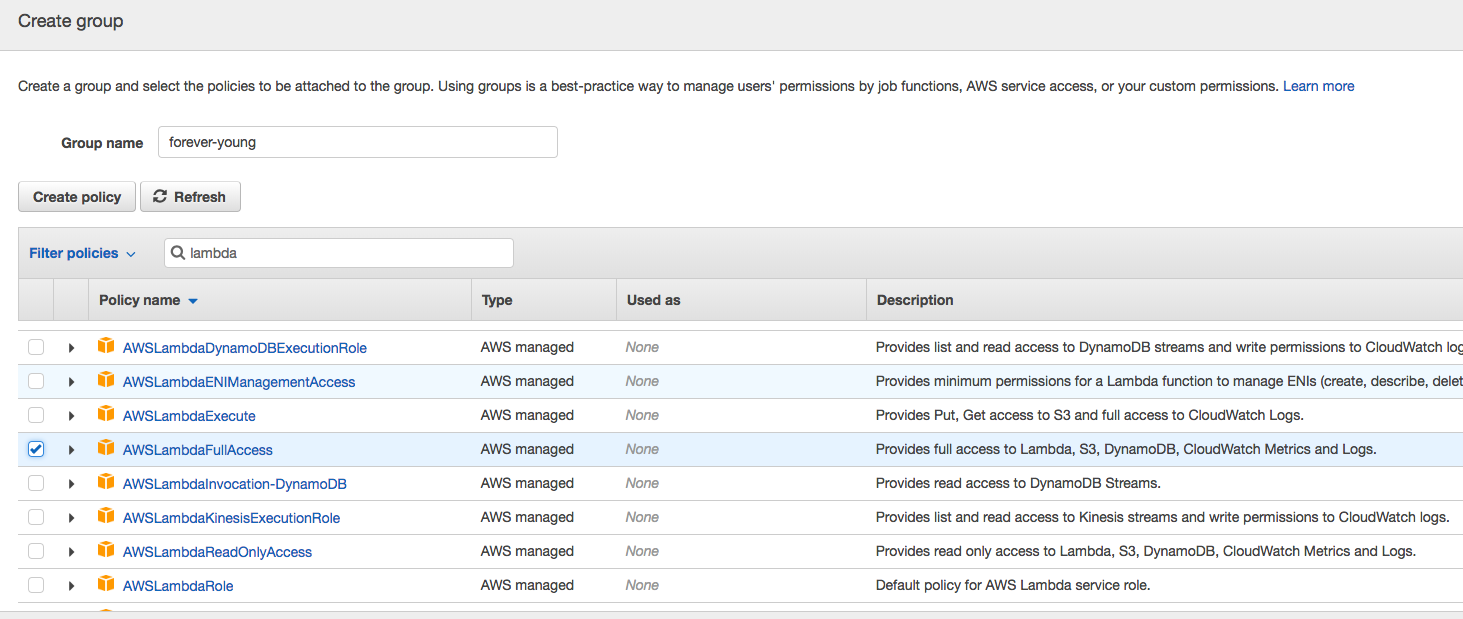 Create group
Create a group and select the policies to be attached to the group. Using groups is a best-practice way to manage users' permissions by job functions, AWS service access, or your custom permissions. Learn more
Group name forever-young
Create policy Refresh
Filter policies lambda
Policy name Type Used as Description
AWSLambdaDynamoDBExecutionRole AWS managed None Provides list and read access to DynamoDB streams and write permissions to CloudWatch log
AWSLambdaENIManagementAccess AWS managed None Provides minimum permissions for a Lambda function to manage ENIs (create, describe, delet
AWSLambdaExecute AWS managed None Provides Put, Get access to S3 and full access to CloudWatch Logs.
AWSLambdaFullAccess AWS managed None Provides full access to Lambda, S3, DynamoDB, CloudWatch Metrics and Logs.
AWSLambdaInvocation-DynamoDB AWS managed None Provides read access to DynamoDB Streams.
AWSLambdaKinesisExecutionRole AWS managed None Provides list and read access to Kinesis streams and write permissions to CloudWatch logs.
AWSLambdaReadOnlyAccess AWS managed None Provides read only access to Lambda, S3, DynamoDB, CloudWatch Metrics and Logs.
AWSLambdaRole AWS managed None Default policy for AWS Lambda service role.